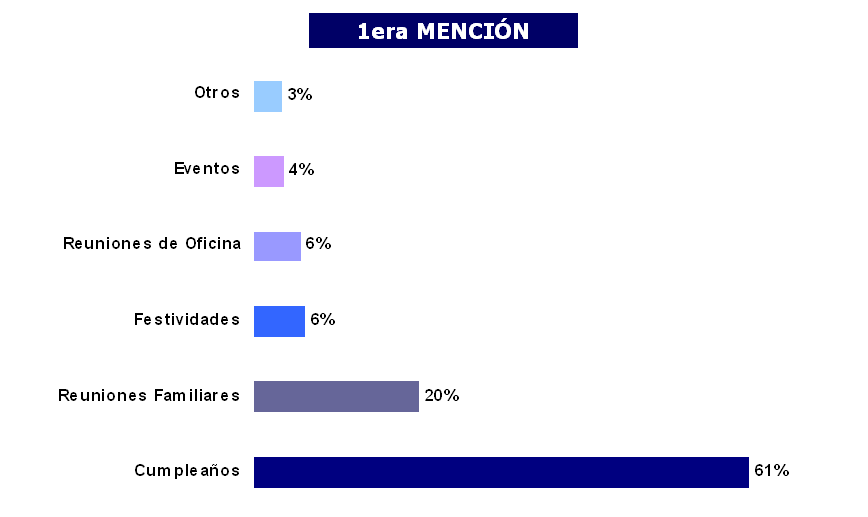 1era MENCIÓN
Otros 3%
Eventos 4%
Reuniones de Oficina 6%
Festividades 6%
Reuniones Familiares 20%
Cumpleaños 61%